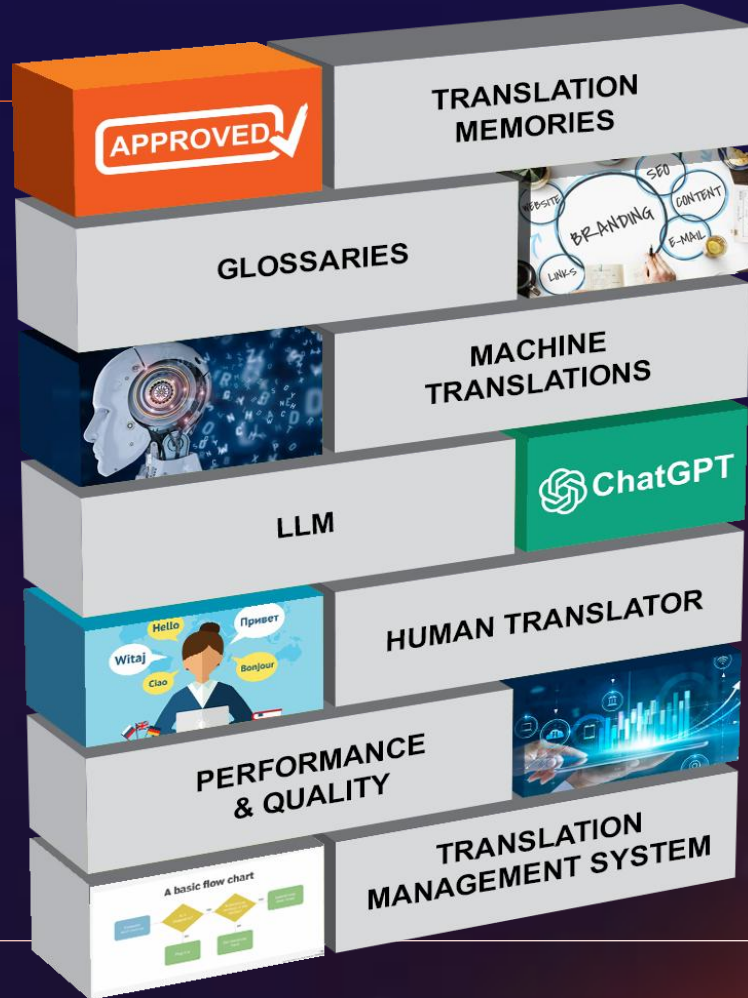 APPROVED
TRANSLATION
MEMORIES
GLOSSARIES
WEBSITE
SEO
CONTENT
BRANDING
E-MAIL
LINKS
MACHINE
TRANSLATIONS
LLM
ChatGPT
Hello
Привет
Witaj
Ciao
Bonjour
HUMAN TRANSLATOR
PERFORMANCE
& QUALITY
A basic flow chart
TRANSLATION
MANAGEMENT SYSTEM